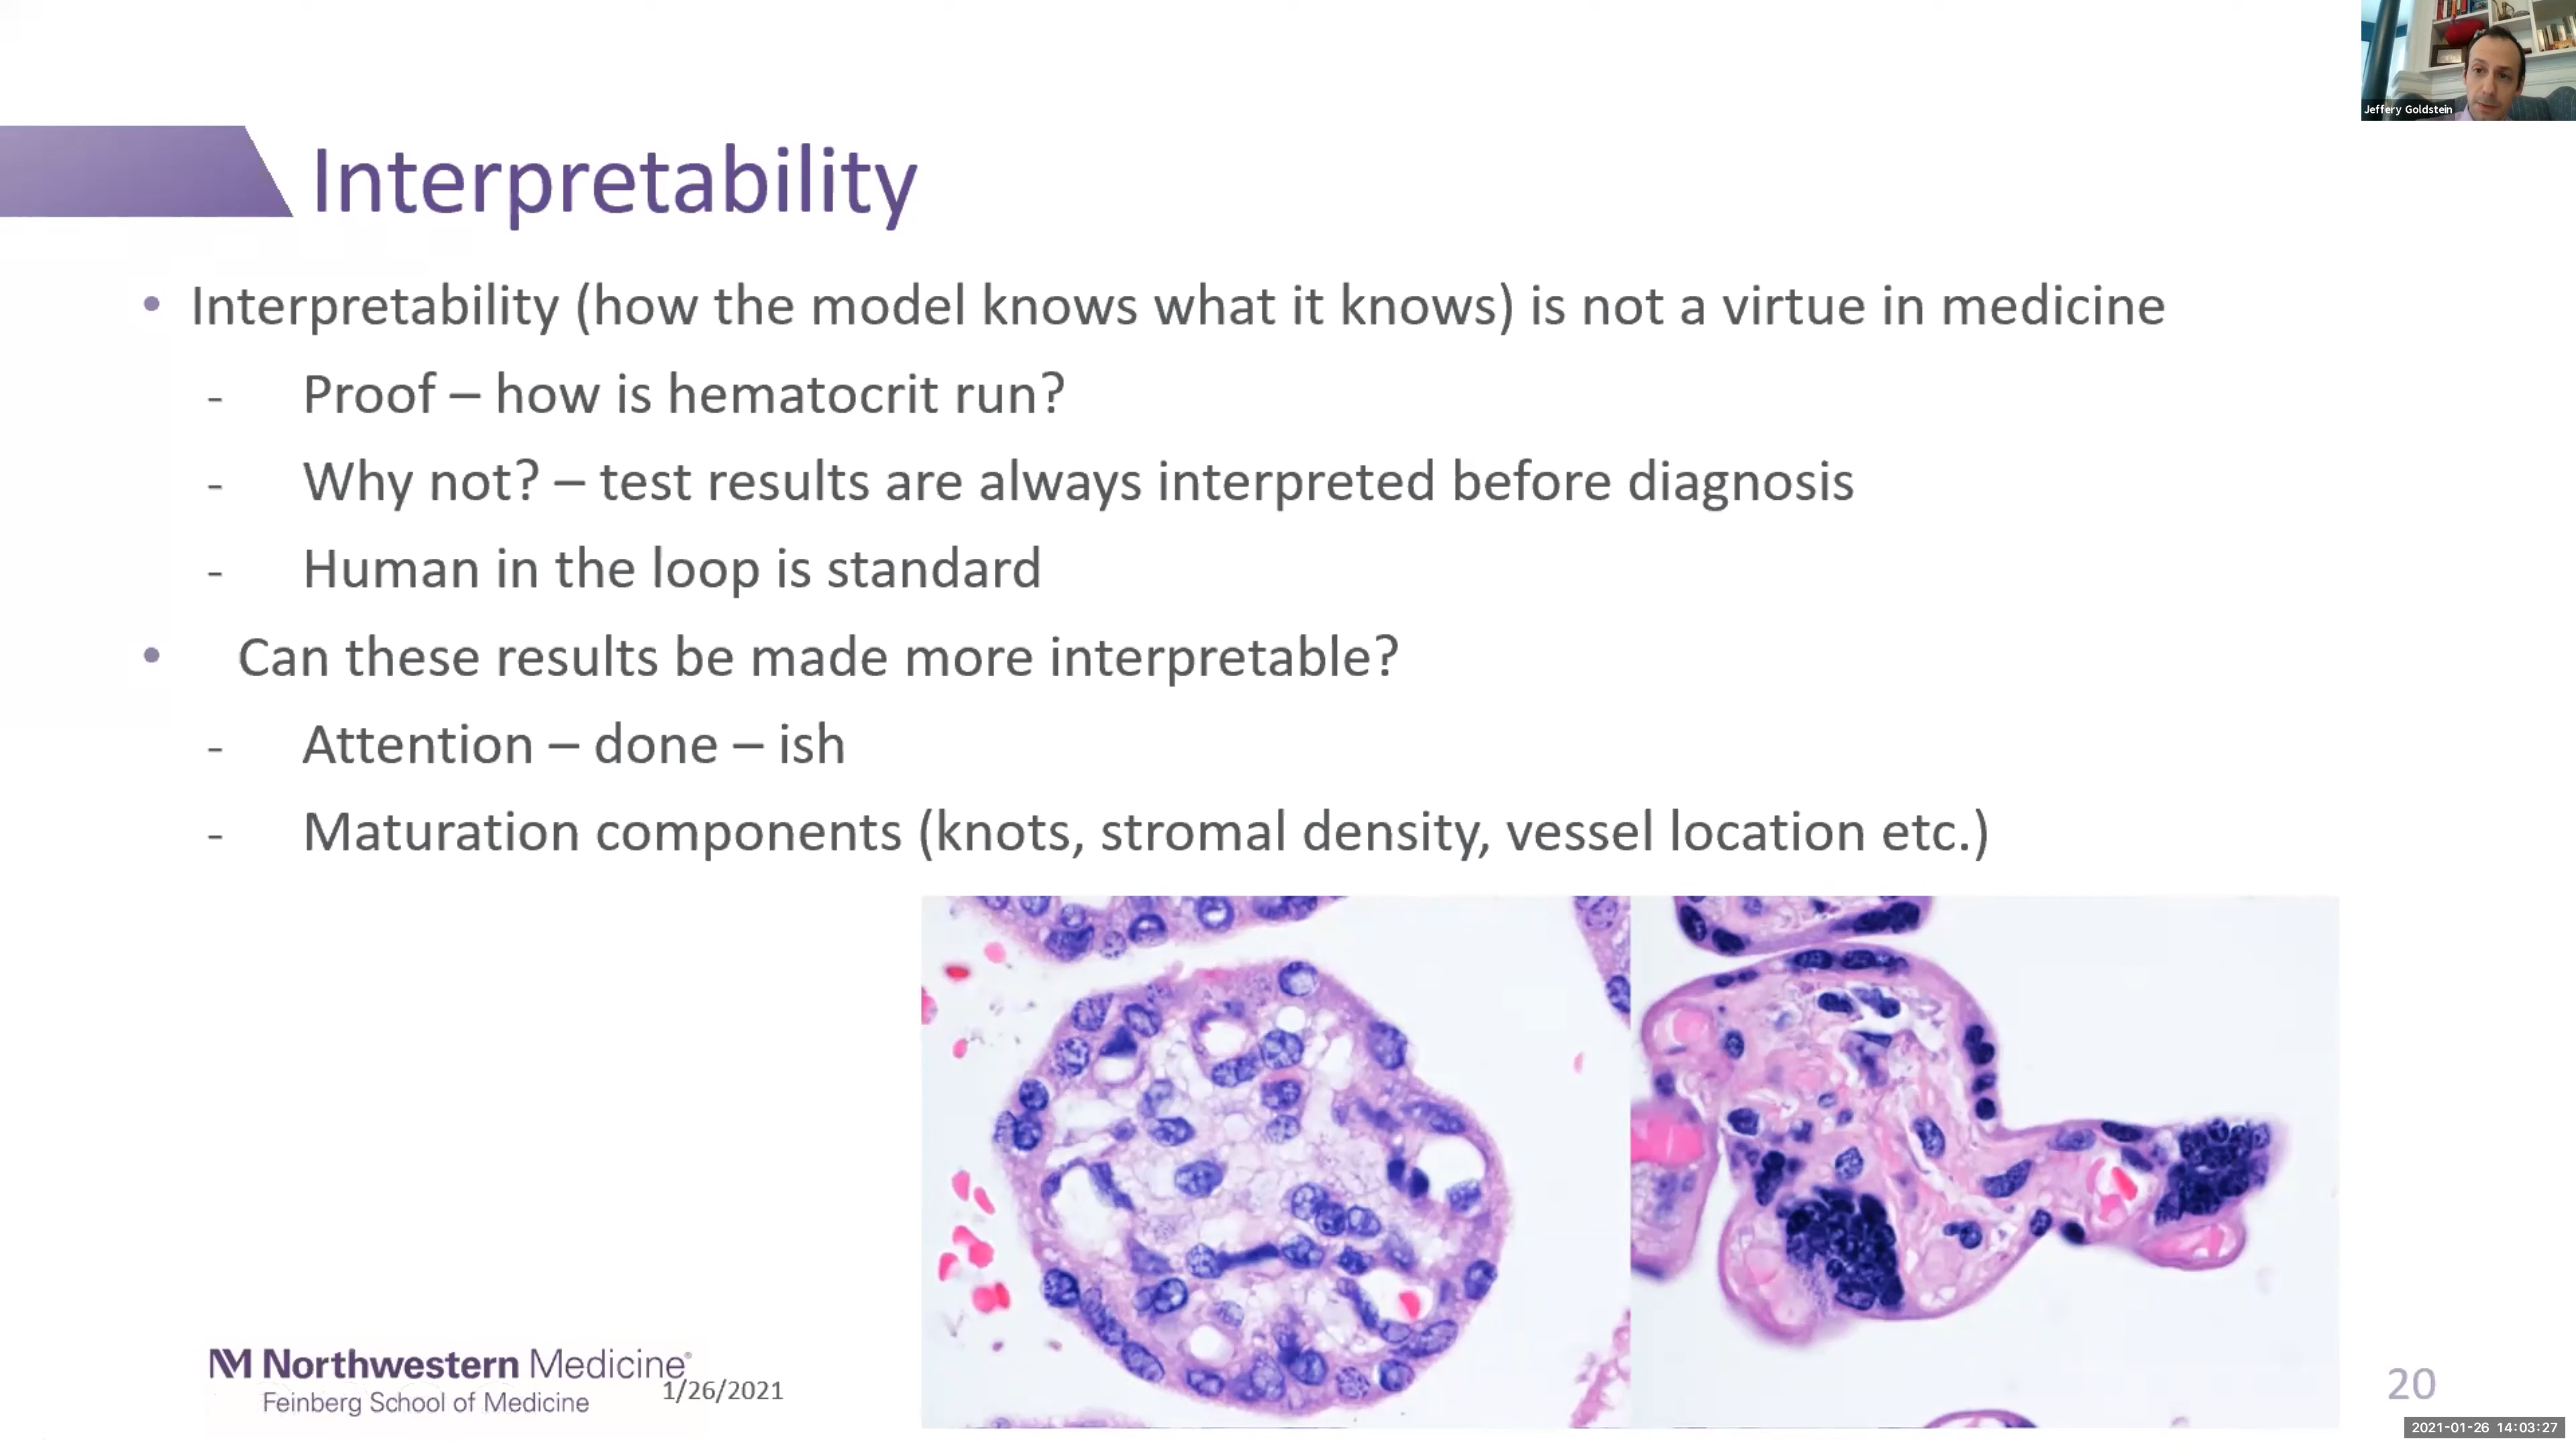 Jeffery Goldstein
Interpretability
• Interpretability (how the model knows what it knows) is not a virtue in medicine
- Proof – how is hematocrit run?
- Why not? – test results are always interpreted before diagnosis
- Human in the loop is standard
• Can these results be made more interpretable?
- Attention – done – ish
- Maturation components (knots, stromal density, vessel location etc.)
M Northwestern Medicine®
Feinberg School of Medicine
1/26/2021
20
2021-01-26 14:03:27